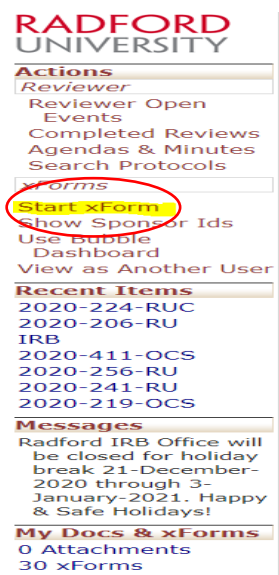 RADFORD
UNIVERSITY
Actions
Reviewer
Reviewer Open
Events
Completed Reviews
Agendas & Minutes
Search Protocols
xForms
Start xForm
Show Sponsor Ids
Use Bubble
Dashboard
View as Another User
Recent Items
2020-224-RUC
2020-206-RU
IRB
2020-411-OCS
2020-256-RU
2020-241-RU
2020-219-OCS
Messages
Radford IRB Office will
be closed for holiday
break 21-December-
2020 through 3-
January-2021. Happy
& Safe Holidays!
My Docs & xForms
0 Attachments
30 xForms